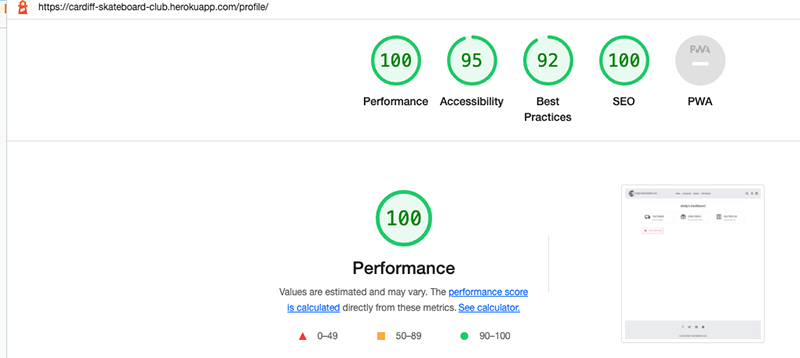 https://cardiff-skateboard-club.herokuapp.com/profile/
100 95 92 100 PWA
Performance Accessibility Best Practices SEO PWA
100
Performance
Values are estimated and may vary. The performance score
is calculated directly from these metrics. See calculator.
0–49 50–89 90–100